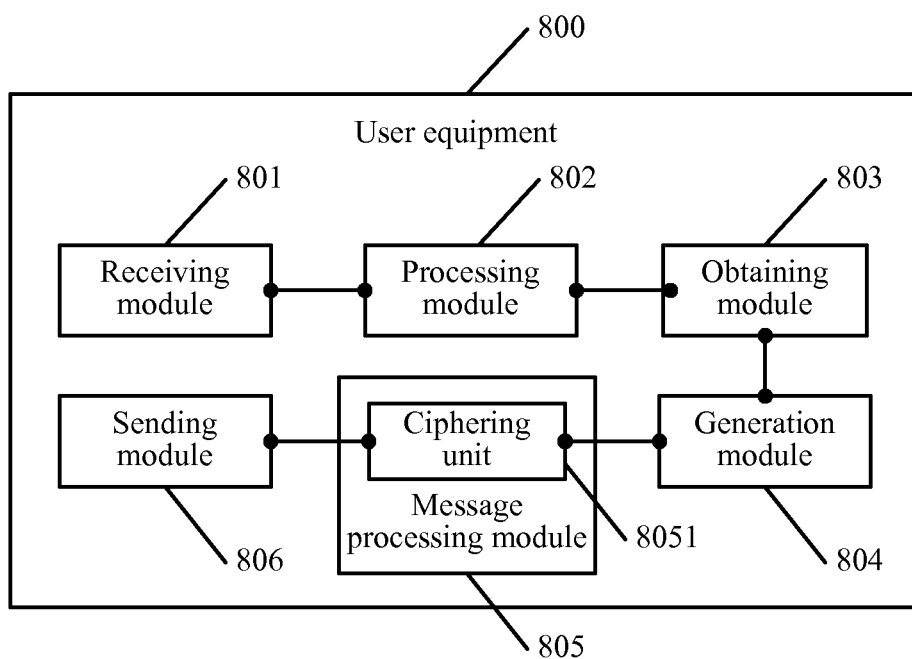 800
User equipment
801
802
803
Receiving
module
Processing
module
Obtaining
module
Sending
module
Ciphering
unit
Generation
module
Message
processing module
806
8051
804
805